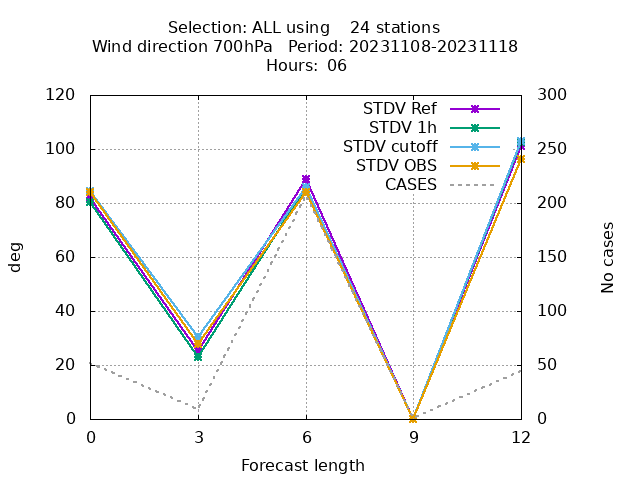 Selection: ALL using 24 stations
Wind direction 700hPa Period: 20231108-20231118
Hours: 06
120
100
80
60
40
20
0
deg
300
250
200
150
100
50
0
No cases
STDV Ref
STDV 1h
STDV cutoff
STDV OBS
CASES
0 3 6 9 12
Forecast length